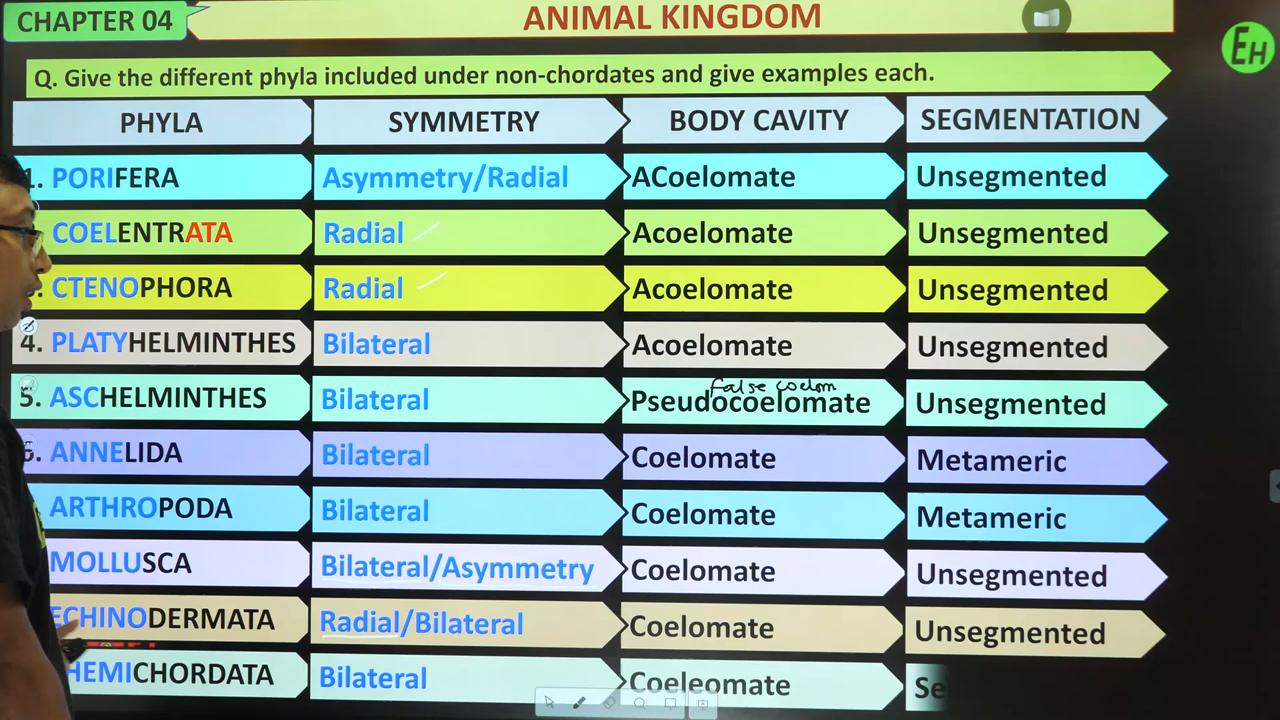 CHAPTER 04
ANIMAL KINGDOM
EH
Q. Give the different phyla included under non-chordates and give examples each.
PHYLA SYMMETRY BODY CAVITY SEGMENTATION
1. PORIFERA Asymmetry/Radial ACoelomate Unsegmented
COELENTRATA Radial Acoelomate Unsegmented
CTENOPHORA Radial Acoelomate Unsegmented
4. PLATYHELMINTHES Bilateral Acoelomate Unsegmented
false coelom
5. ASCHELMINTHES Bilateral Pseudocoelomate Unsegmented
6. ANNELIDA Bilateral Coelomate Metameric
ARTHROPODA Bilateral Coelomate Metameric
MOLLUSCA Bilateral/Asymmetry Coelomate Unsegmented
ECHINODERMATA Radial/Bilateral Coelomate Unsegmented
HEMICHORDATA Bilateral Coeleomate Se